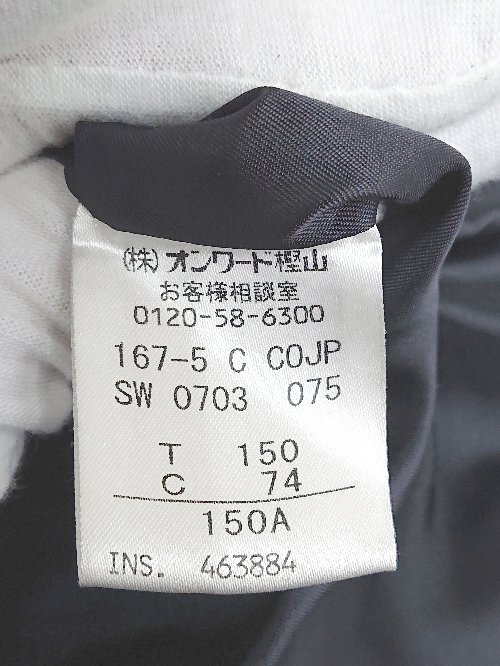 (株)オンワード樫山
お客様相談室
0120-58-6300
167-5 C COJP
SW 0703 075
T 150
C 74
150A
INS. 463884